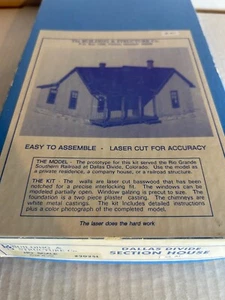 EASY TO ASSEMBLE - LASER CUT FOR ACCURACY
THE MODEL - The prototype for this kit served the Rio Grande
Southern Railroad at Dallas Divide, Colorado. Use the model as
a private residence, a company house, or a railroad structure.
THE KIT - The walls are laser cut basswood that has been
notched for a precise interlocking fit. The windows can be
modeled partially open. Window glazing is precut to size. The
foundation is a two piece plaster casting. The chimneys are
white metal castings. The kit includes detailed instructions
plus a color photograph of the completed model.
The laser does the hard work
DALLAS DIVIDE
SECTION HOUSE